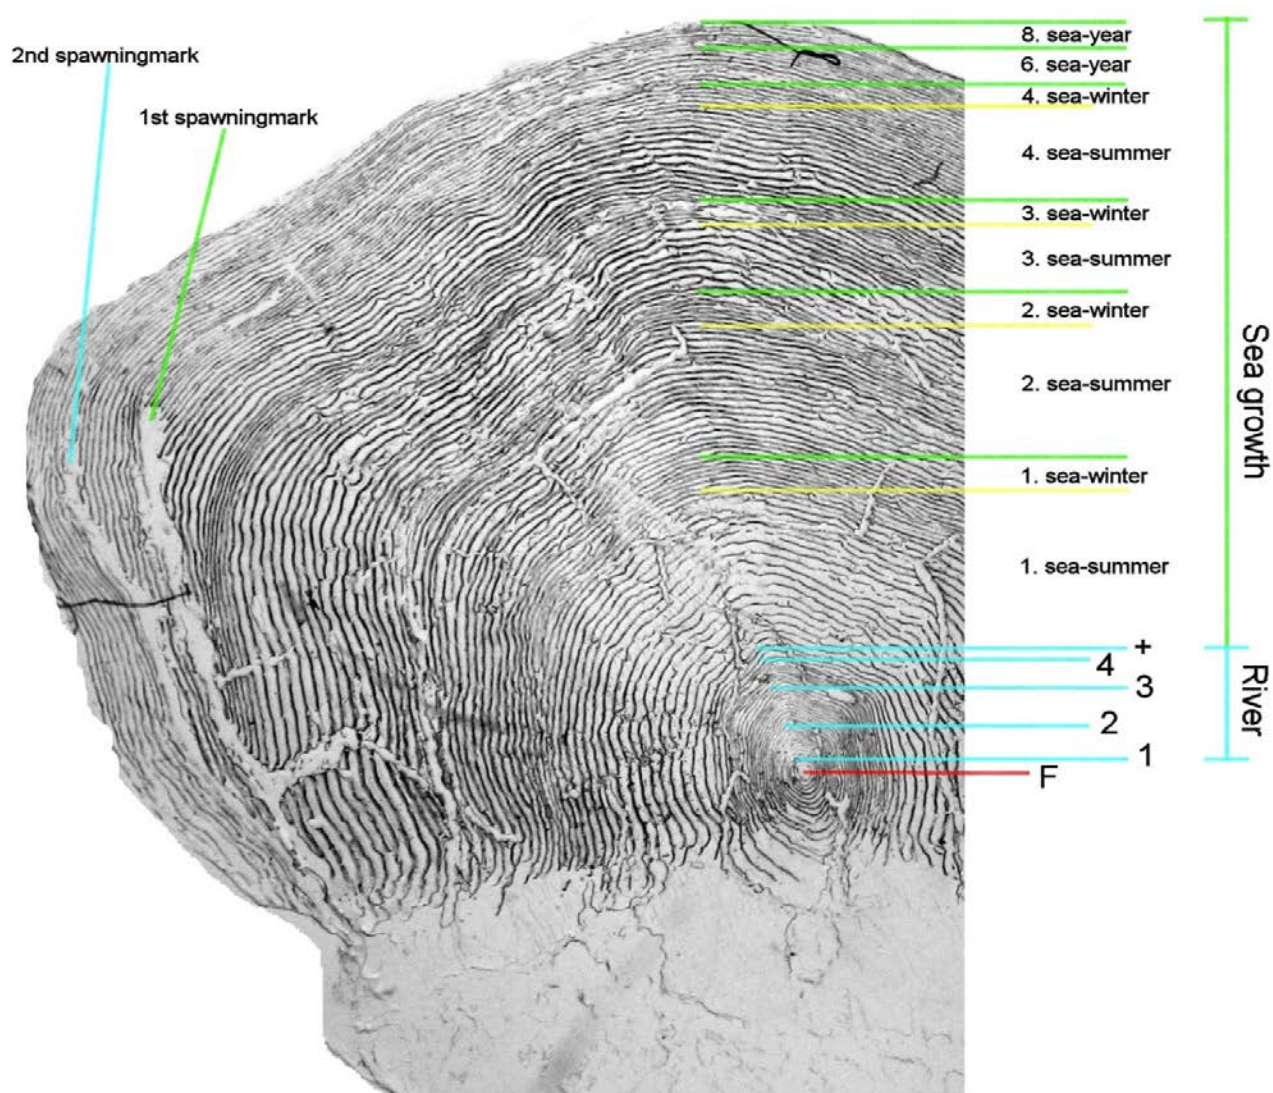 2nd spawningmark
1st spawningmark
8. sea-year
6. sea-year
4. sea-winter
4. sea-summer
3. sea-winter
3. sea-summer
2. sea-winter
2. sea-summer
1. sea-winter
1. sea-summer
+
4
3
2
1
F
Sea growth
River